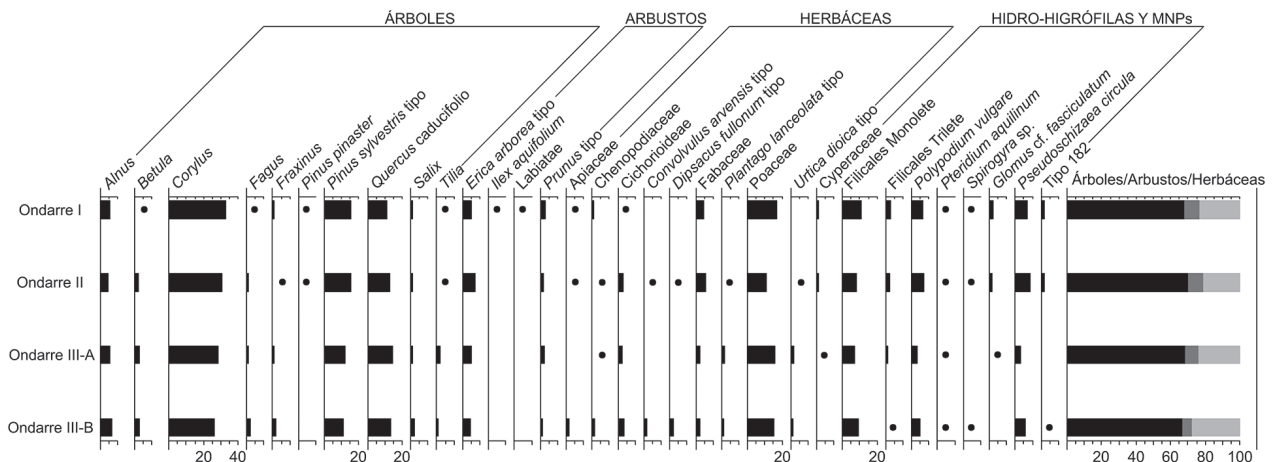 ÁRBOLES ARBUSTOS HERBÁCEAS HIDRO-HIGRÓFILAS Y MNPs
Alnus
Betula
Corylus
Fagus
Fraxinus
Pinus pinaster
Pinus sylvestris tipo
Quercus caducifolio
Salix
Tilia
Erica arborea tipo
Ilex aquifolium
Labiatae
Prunus tipo
Apiaceae
Chenopodiaceae
Cichorioideae
Convolvulus arvensis tipo
Dipsacus fullonum tipo
Fabaceae
Plantago lanceolata tipo
Poaceae
Urtica dioica tipo
Cyperaceae
Filicales Monolete
Filicales Trilete
Polypodium vulgare
Pteridium aquilinum
Spirogyra sp.
Glomus cf. fasciculatum
Pseudoschizaea circula
Tipo 182
Árboles/Arbustos/Herbáceas
Ondarre I
Ondarre II
Ondarre III-A
Ondarre III-B
20 40 20 20 20 20 20 40 60 80 100